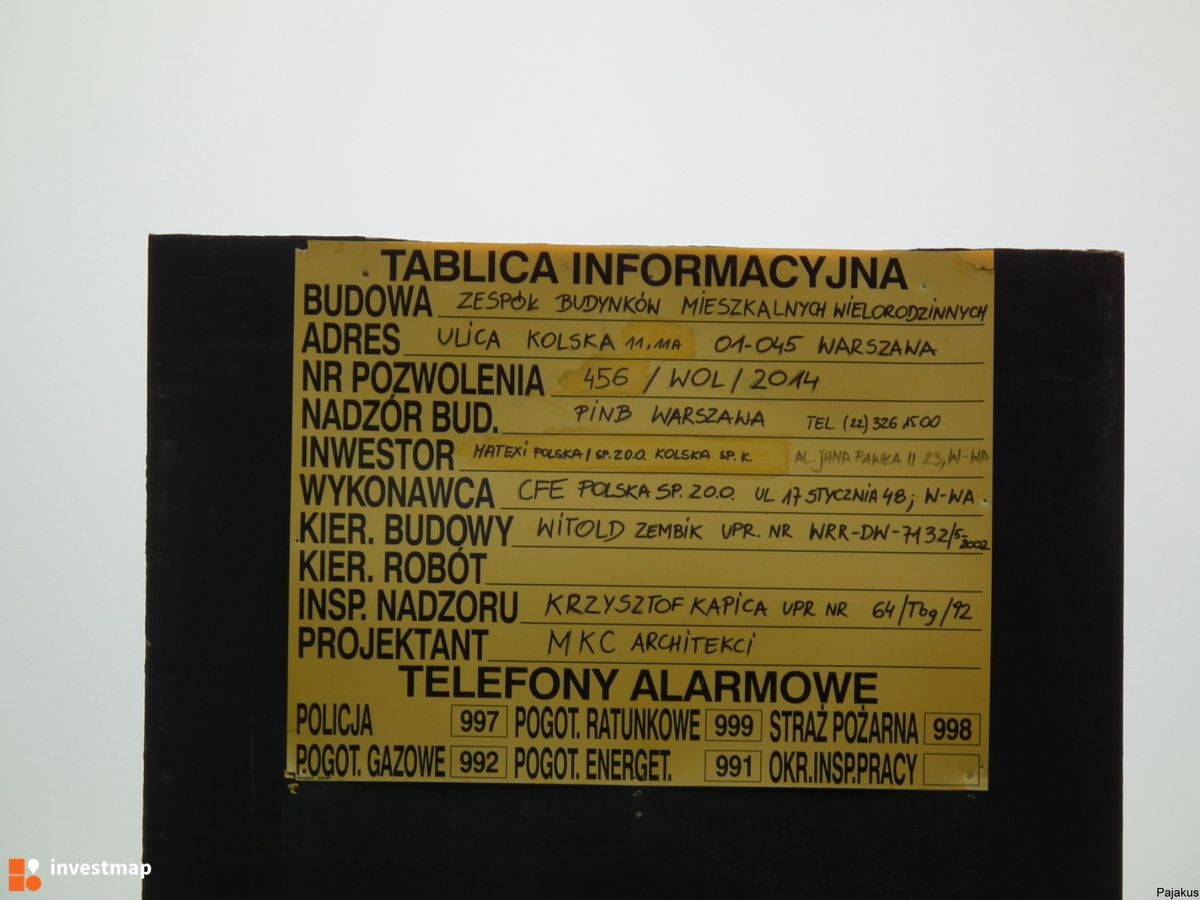 TABLICA INFORMACYJNA
BUDOWA ZESPÓŁ BUDYNKÓW MIESZKALNYCH WIELORODZINNYCH
ADRES ULICA KOLSKA 11, 11A 01-045 WARSZAWA
NR POZWOLENIA 456 / WOL / 2014
NADZÓR BUD. PINB WARSZAWA TEL. (22) 326 1500
INWESTOR MATEXI POLSKA / SP. Z O.O. KOLSKA SP. K. AL. JANA PAWŁA II 23, W-WA
WYKONAWCA CFE POLSKA SP. Z O.O. UL. 17 STYCZNIA 48, W-WA
KIER. BUDOWY WITOLD ZEMBIK UPR. NR WRR-DW-7132/5-2002
KIER. ROBÓT
INSP. NADZORU KRZYSZTOF KAPICA UPR NR 64/Tbg/92
PROJEKTANT MKC ARCHITEKCI
TELEFONY ALARMOWE
POLICJA 997 POGOT. RATUNKOWE 999 STRAŻ POŻARNA 998
POGOT. GAZOWE 992 POGOT. ENERGET. 991 OKR.INSP.PRACY
investmap
Pajakus